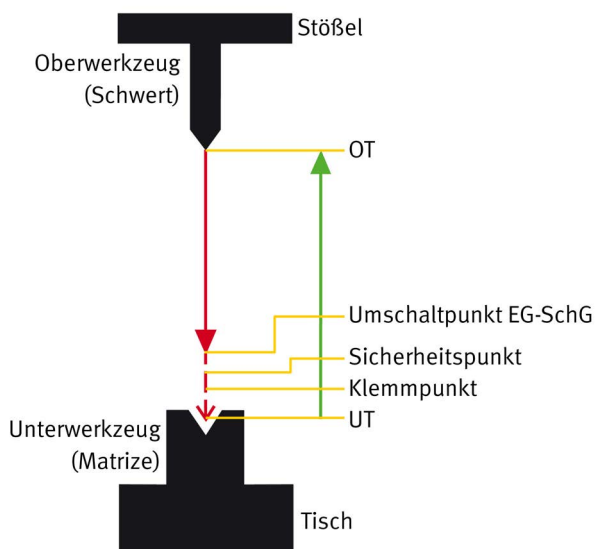 Stößel
Oberwerkzeug
(Schwert)
OT
Umschaltpunkt EG-SchG
Sicherheitspunkt
Klemmpunkt
UT
Unterwerkzeug
(Matrize)
Tisch